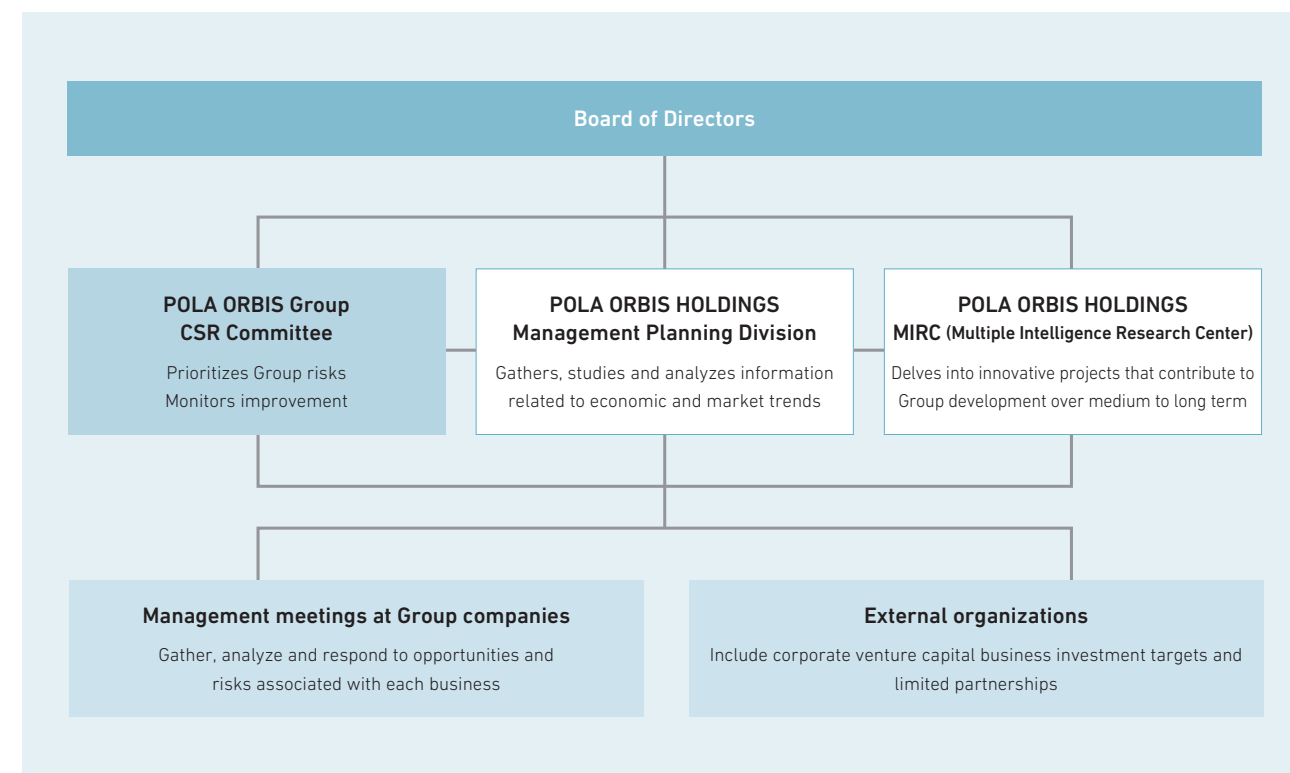 Board of Directors
POLA ORBIS Group
CSR Committee
Prioritizes Group risks
Monitors improvement
POLA ORBIS HOLDINGS
Management Planning Division
Gathers, studies and analyzes information
related to economic and market trends
POLA ORBIS HOLDINGS
MIRC (Multiple Intelligence Research Center)
Delves into innovative projects that contribute to
Group development over medium to long term
Management meetings at Group companies
Gather, analyze and respond to opportunities and
risks associated with each business
External organizations
Include corporate venture capital business investment targets and
limited partnerships